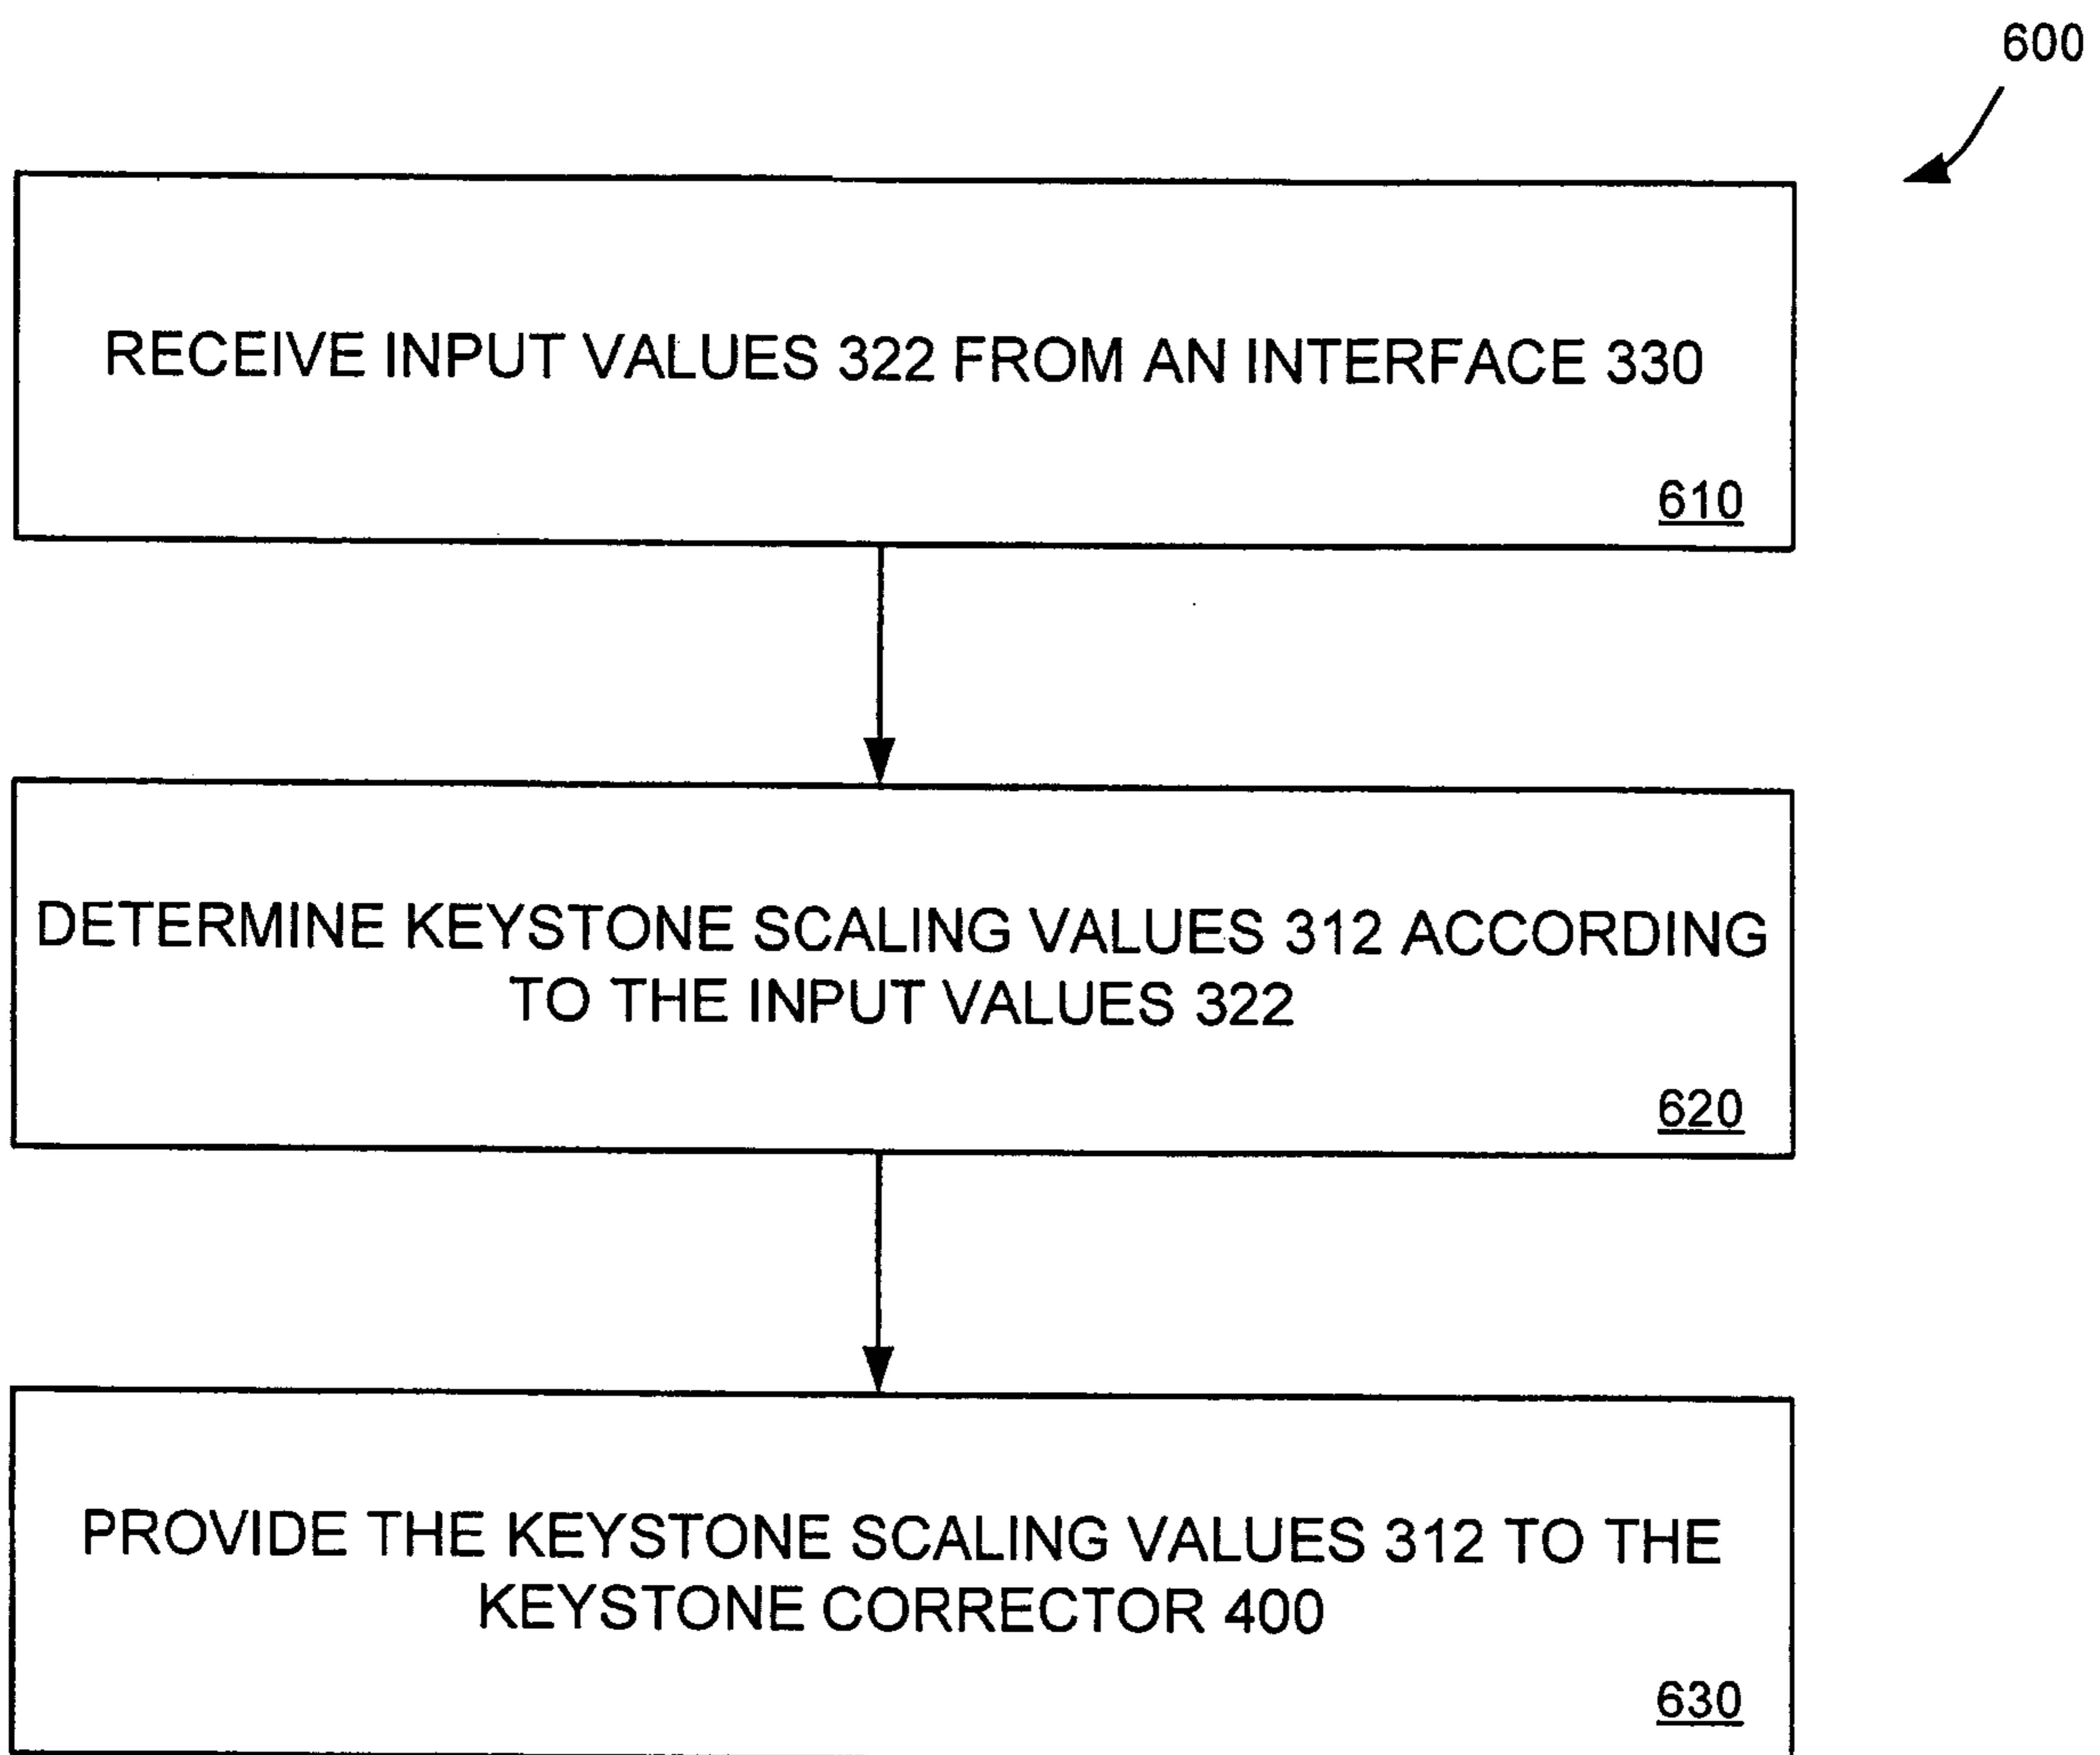 600
RECEIVE INPUT VALUES 322 FROM AN INTERFACE 330
610
DETERMINE KEYSTONE SCALING VALUES 312 ACCORDING
TO THE INPUT VALUES 322
620
PROVIDE THE KEYSTONE SCALING VALUES 312 TO THE
KEYSTONE CORRECTOR 400
630